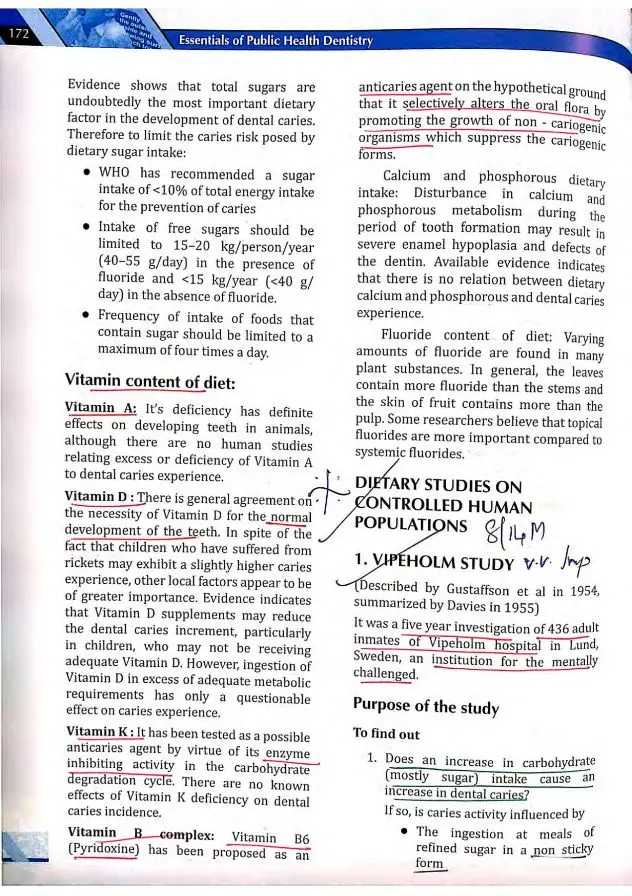 172
Essentials of Public Health Dentistry
Evidence shows that total sugars are
undoubtedly the most important dietary
factor in the development of dental caries.
Therefore to limit the caries risk posed by
dietary sugar intake:
• WHO has recommended a sugar
intake of <10% of total energy intake
for the prevention of caries
• Intake of free sugars should be
limited to 15–20 kg/person/year
(40–55 g/day) in the presence of
fluoride and <15 kg/year (<40 g/
day) in the absence of fluoride.
• Frequency of intake of foods that
contain sugar should be limited to a
maximum of four times a day.
Vitamin content of diet:
Vitamin A: It's deficiency has definite
effects on developing teeth in animals,
although there are no human studies
relating excess or deficiency of Vitamin A
to dental caries experience.
Vitamin D : There is general agreement on
the necessity of Vitamin D for the normal
development of the teeth. In spite of the
fact that children who have suffered from
rickets may exhibit a slightly higher caries
experience, other local factors appear to be
of greater importance. Evidence indicates
that Vitamin D supplements may reduce
the dental caries increment, particularly
in children, who may not be receiving
adequate Vitamin D. However, ingestion of
Vitamin D in excess of adequate metabolic
requirements has only a questionable
effect on caries experience.
Vitamin K : It has been tested as a possible
anticaries agent by virtue of its enzyme
inhibiting activity in the carbohydrate
degradation cycle. There are no known
effects of Vitamin K deficiency on dental
caries incidence.
Vitamin B complex: Vitamin B6
(Pyridoxine) has been proposed as an
anticaries agent on the hypothetical ground
that it selectively alters the oral flora by
promoting the growth of non - cariogenic
organisms which suppress the cariogenic
forms.
Calcium and phosphorous dietary
intake: Disturbance in calcium and
phosphorous metabolism during the
period of tooth formation may result in
severe enamel hypoplasia and defects of
the dentin. Available evidence indicates
that there is no relation between dietary
calcium and phosphorous and dental caries
experience.
Fluoride content of diet: Varying
amounts of fluoride are found in many
plant substances. In general, the leaves
contain more fluoride than the stems and
the skin of fruit contains more than the
pulp. Some researchers believe that topical
fluorides are more important compared to
systemic fluorides.
DIETARY STUDIES ON
CONTROLLED HUMAN
POPULATIONS 8/14M
1. VIPEHOLM STUDY v.v. Imp
(Described by Gustaffson et al in 1954,
summarized by Davies in 1955)
It was a five year investigation of 436 adult
inmates of Vipeholm hospital in Lund,
Sweden, an institution for the mentally
challenged.
Purpose of the study
To find out
1. Does an increase in carbohydrate
(mostly sugar) intake cause an
increase in dental caries?
If so, is caries activity influenced by
• The ingestion at meals of
refined sugar in a non sticky
form